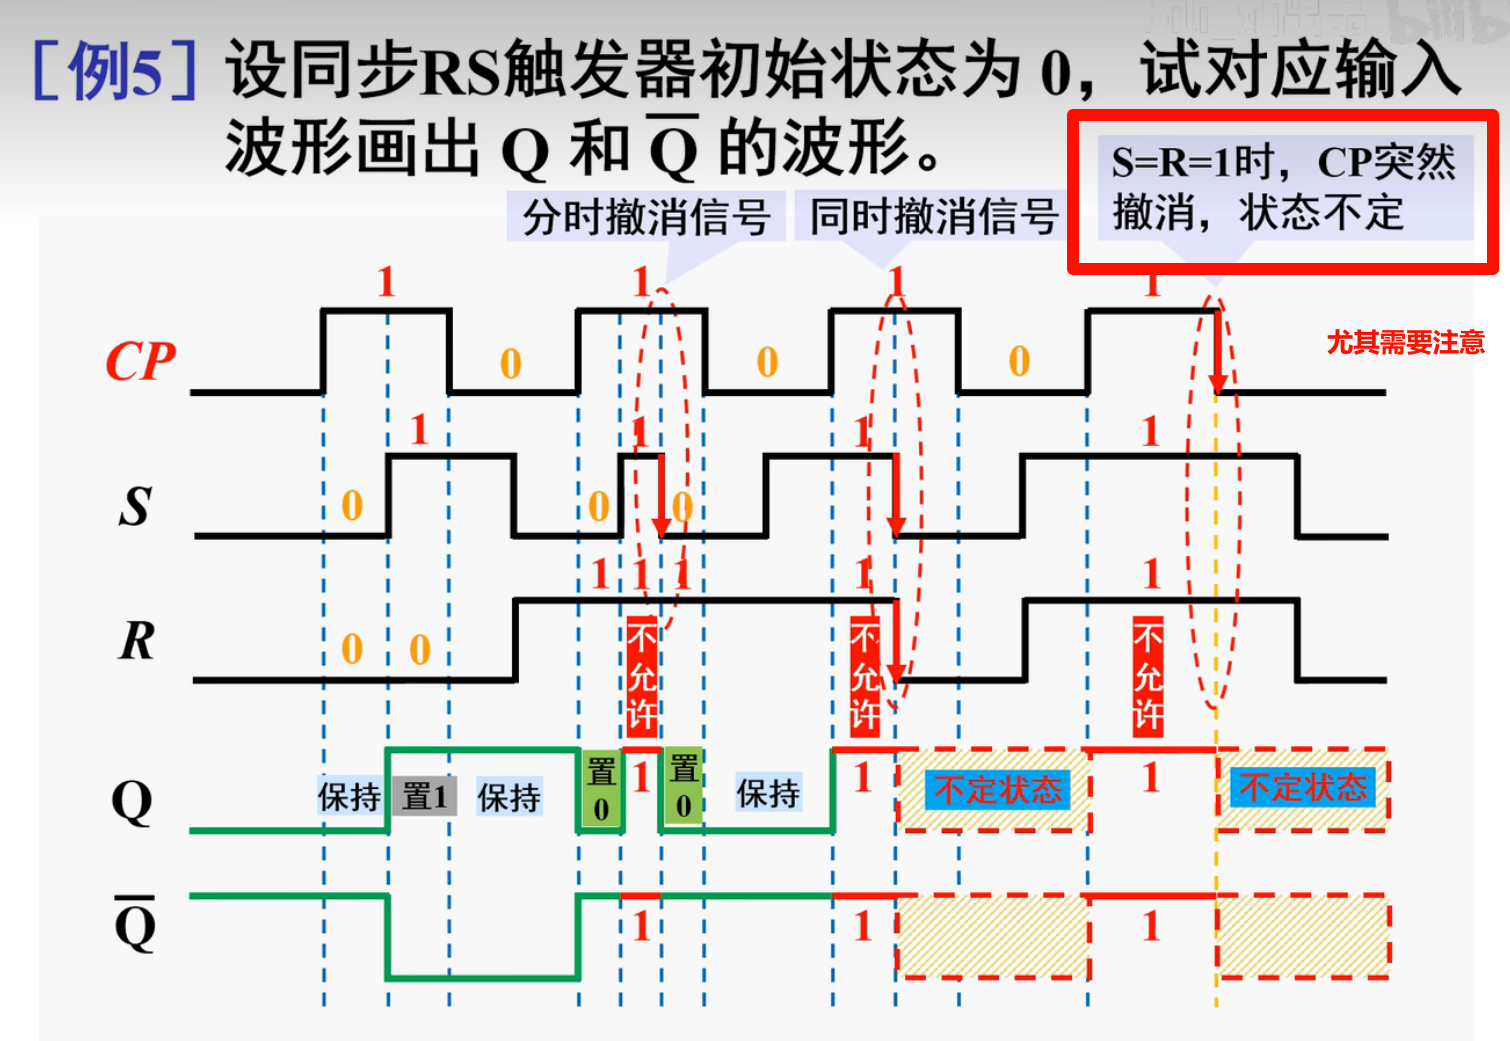 ［例5］设同步RS触发器初始状态为 0，试对应输入
波形画出 Q 和 Q̅ 的波形。
S=R=1时，CP突然
撤消，状态不定
分时撤消信号
同时撤消信号
1 1 1 1
CP
0 0 0
尤其需要注意
1 1 1 1
S
0 0 0
1 1 1 1 1
R
0 0
不允许
不允许
不允许
Q
保持 置1 保持 置0 1 置0 保持 1 不定状态 1 不定状态
Q̅
1 1 1